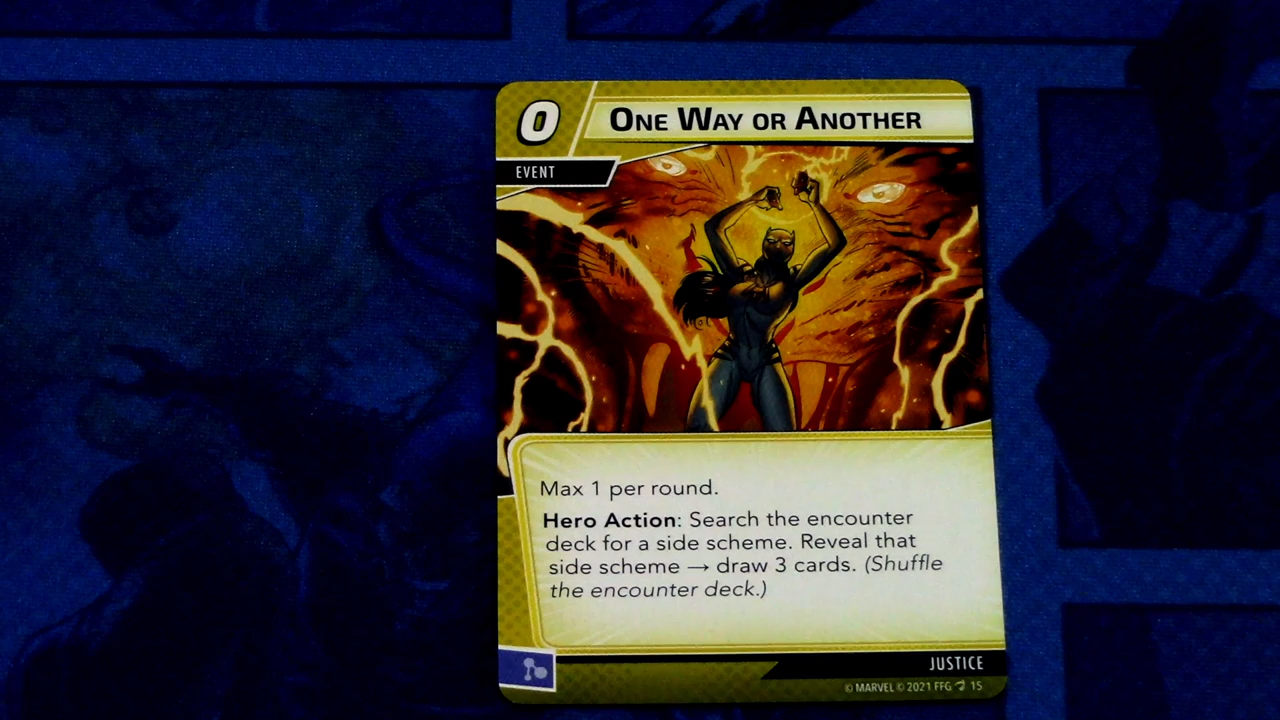 0
ONE WAY OR ANOTHER
EVENT
Max 1 per round.
Hero Action: Search the encounter
deck for a side scheme. Reveal that
side scheme → draw 3 cards. (Shuffle
the encounter deck.)
JUSTICE
© MARVEL © 2021 FFG 15